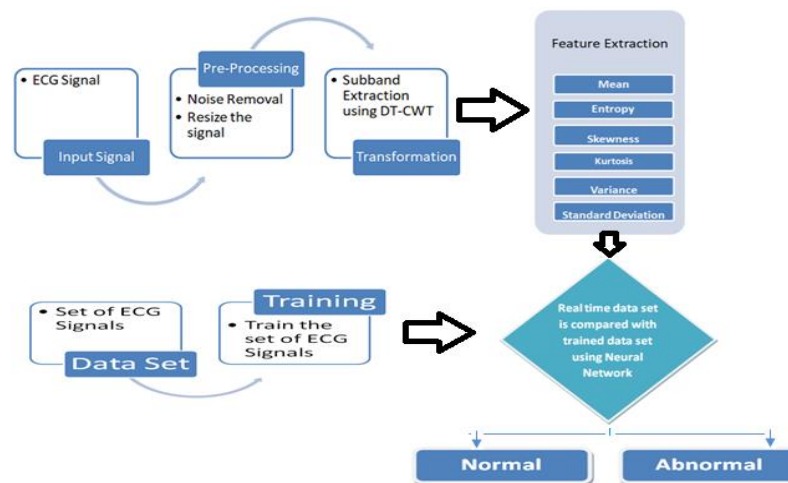 • ECG Signal
Input Signal
Pre-Processing
• Noise Removal
• Resize the
signal
• Subband
Extraction
using DT-CWT
Transformation
Feature Extraction
Mean
Entropy
Skewness
Kurtosis
Variance
Standard Deviation
• Set of ECG
Signals
Data Set
Training
• Train the
set of ECG
Signals
Real time data set
is compared with
trained data set
using Neural
Network
Normal
Abnormal